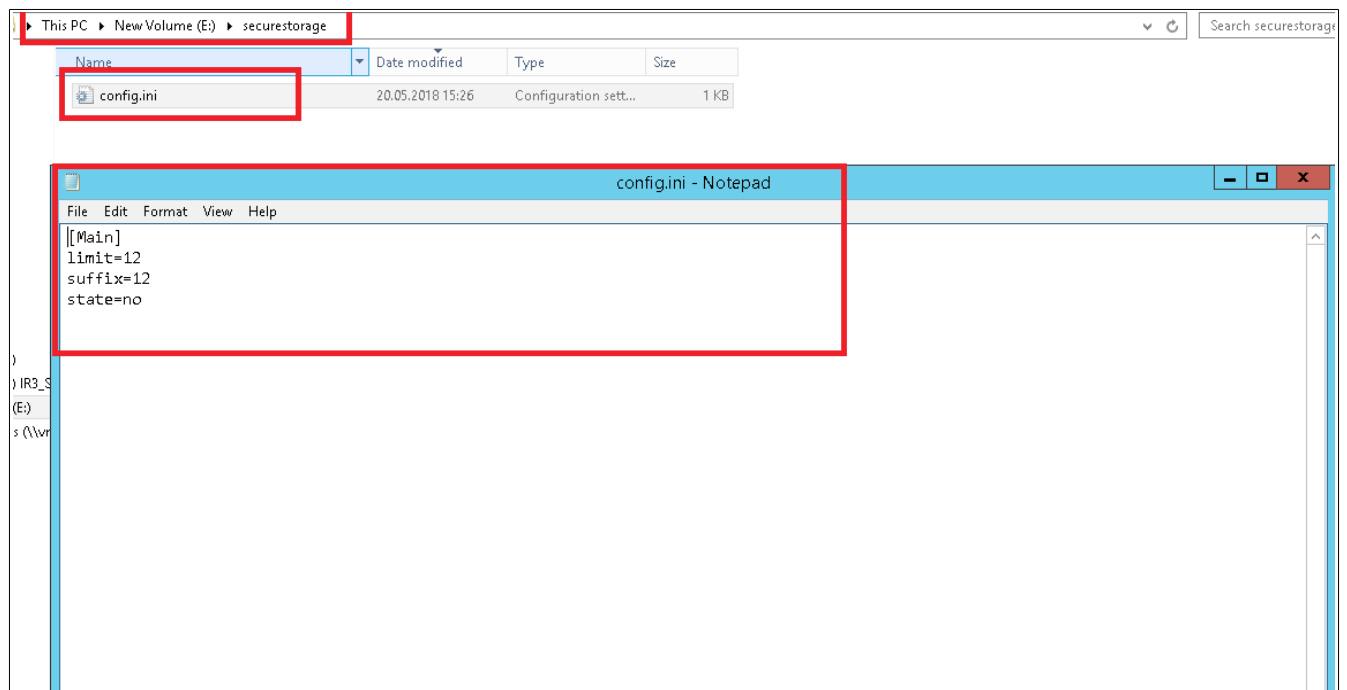 This PC New Volume (E:) securestorage Search securestorage
Name Date modified Type Size
config.ini 20.05.2018 15:26 Configuration sett... 1 KB
config.ini - Notepad
File Edit Format View Help
[Main]
limit=12
suffix=12
state=no
)
) IR3_S
(E:)
s (\\vr